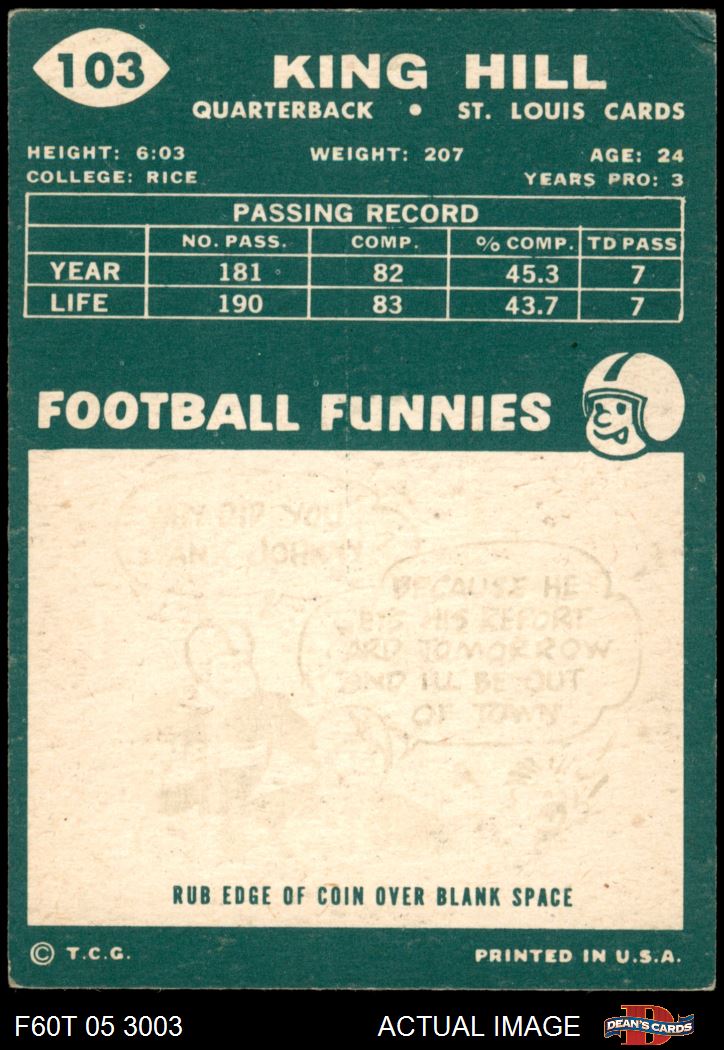 103
KING HILL
QUARTERBACK • ST. LOUIS CARDS
HEIGHT: 6:03 WEIGHT: 207 AGE: 24
COLLEGE: RICE YEARS PRO: 3
PASSING RECORD
NO. PASS. COMP. % COMP. TD PASS
YEAR 181 82 45.3 7
LIFE 190 83 43.7 7
FOOTBALL FUNNIES
DID YOU
BECAUSE HE
HIS REPORT
TOMORROW
AND I'LL BE OUT
OF TOWN
RUB EDGE OF COIN OVER BLANK SPACE
© T.C.G. PRINTED IN U.S.A.
F60T 05 3003 ACTUAL IMAGE D DEAN'S CARDS